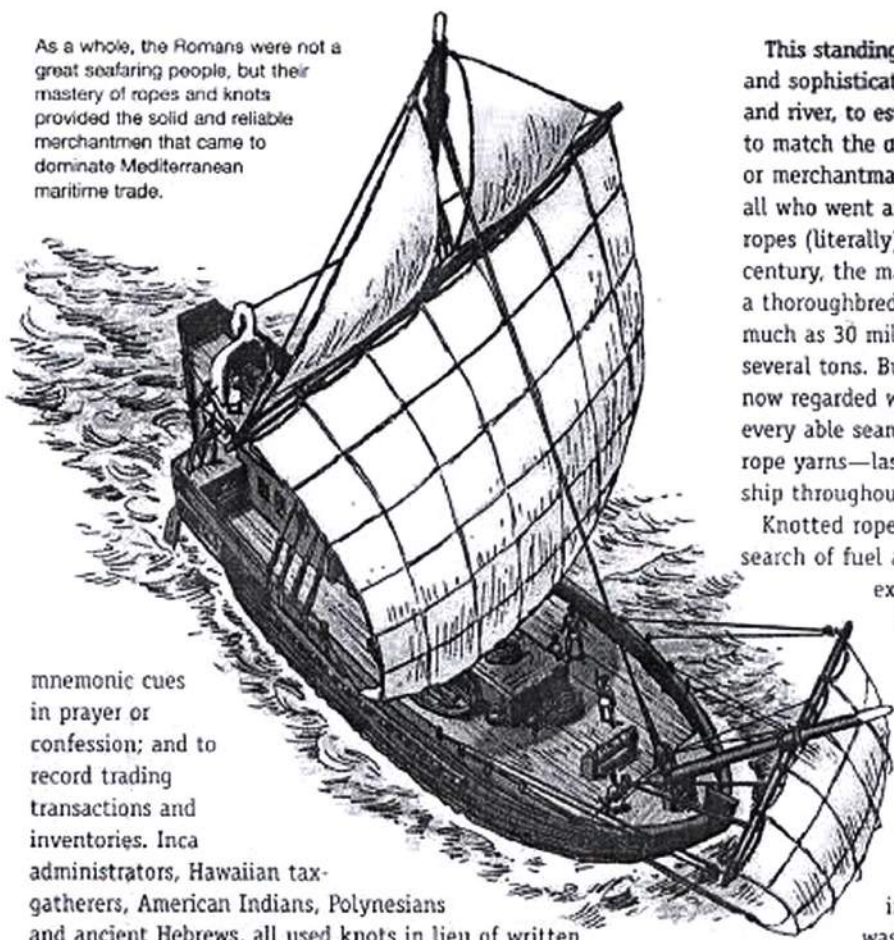 As a whole, the Romans were not a
great seafaring people, but their
mastery of ropes and knots
provided the solid and reliable
merchantmen that came to
dominate Mediterranean
maritime trade.
mnemonic cues
in prayer or
confession; and to
record trading
transactions and
inventories. Inca
administrators, Hawaiian tax-
gatherers, American Indians, Polynesians
and ancient Hebrews, all used knots in lieu of written
This standing
and sophisticat
and river, to es
to match the
or merchantma
all who went a
ropes (literally)
century, the m
a thoroughbred
much as 30 mil
several tons. B
now regarded w
every able sean
rope yarns—las
ship throughou
Knotted rope
search of fuel a
ex
i
was